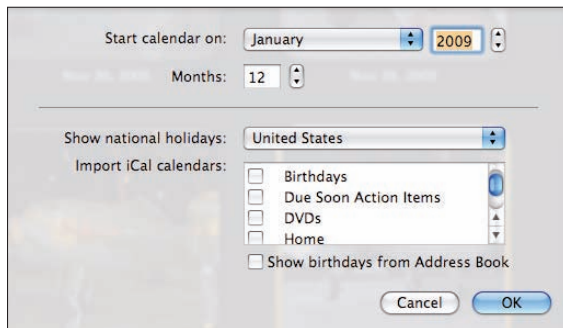 Start calendar on: January 2009
Months: 12
Show national holidays: United States
Import iCal calendars:
Birthdays
Due Soon Action Items
DVDs
Home
Show birthdays from Address Book
Cancel OK